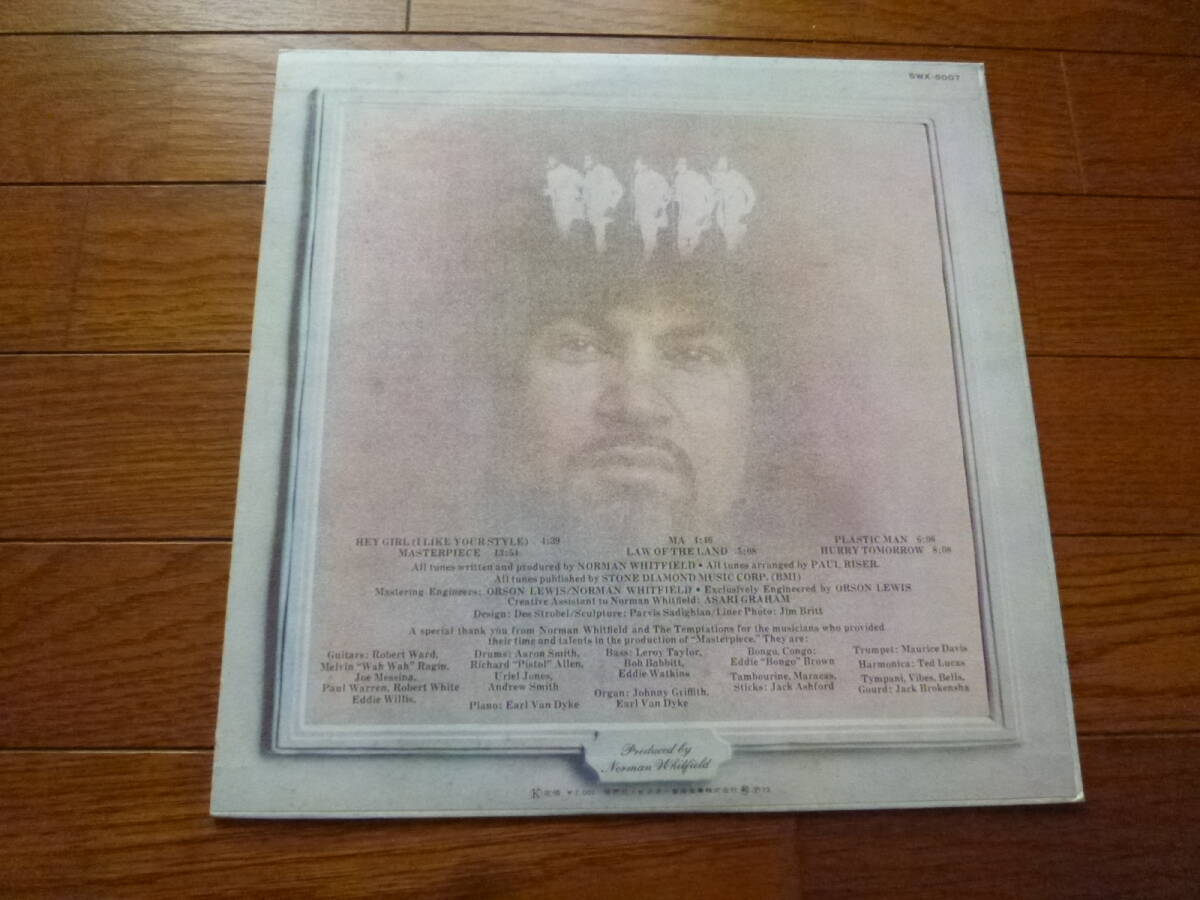 SWX-6007
HEY GIRL (I LIKE YOUR STYLE) 4:39 MA 4:46 PLASTIC MAN 6:08
MASTERPIECE 13:54 LAW OF THE LAND 5:08 HURRY TOMORROW 8:08
All tunes written and produced by NORMAN WHITFIELD • All tunes arranged by PAUL RISER.
All tunes published by STONE DIAMOND MUSIC CORP. (BMI)
Mastering Engineers: ORSON LEWIS/NORMAN WHITFIELD • Exclusively Engineered by ORSON LEWIS
Creative Assistant to Norman Whitfield: ASARI GRAHAM
Design: Des Strobel/Sculpture: Parvis Sadighian/Liner Photo: Jim Britt
A special thank you from Norman Whitfield and The Temptations for the musicians who provided
their time and talents in the production of "Masterpiece." They are:
Guitars: Robert Ward,
Melvin "Wah Wah" Ragin,
Joe Messina,
Paul Warren, Robert White
Eddie Willis,
Drums: Aaron Smith,
Richard "Pistol" Allen,
Uriel Jones,
Andrew Smith
Piano: Earl Van Dyke
Bass: Leroy Taylor,
Bob Babbitt,
Eddie Watkins
Organ: Johnny Griffith,
Earl Van Dyke
Bongo, Congo:
Eddie "Bongo" Brown
Tambourine, Maracas,
Sticks: Jack Ashford
Trumpet: Maurice Davis
Harmonica: Ted Lucas
Tympani, Vibes, Bells,
Gourd: Jack Brokensha
Produced by
Norman Whitfield
K 定価